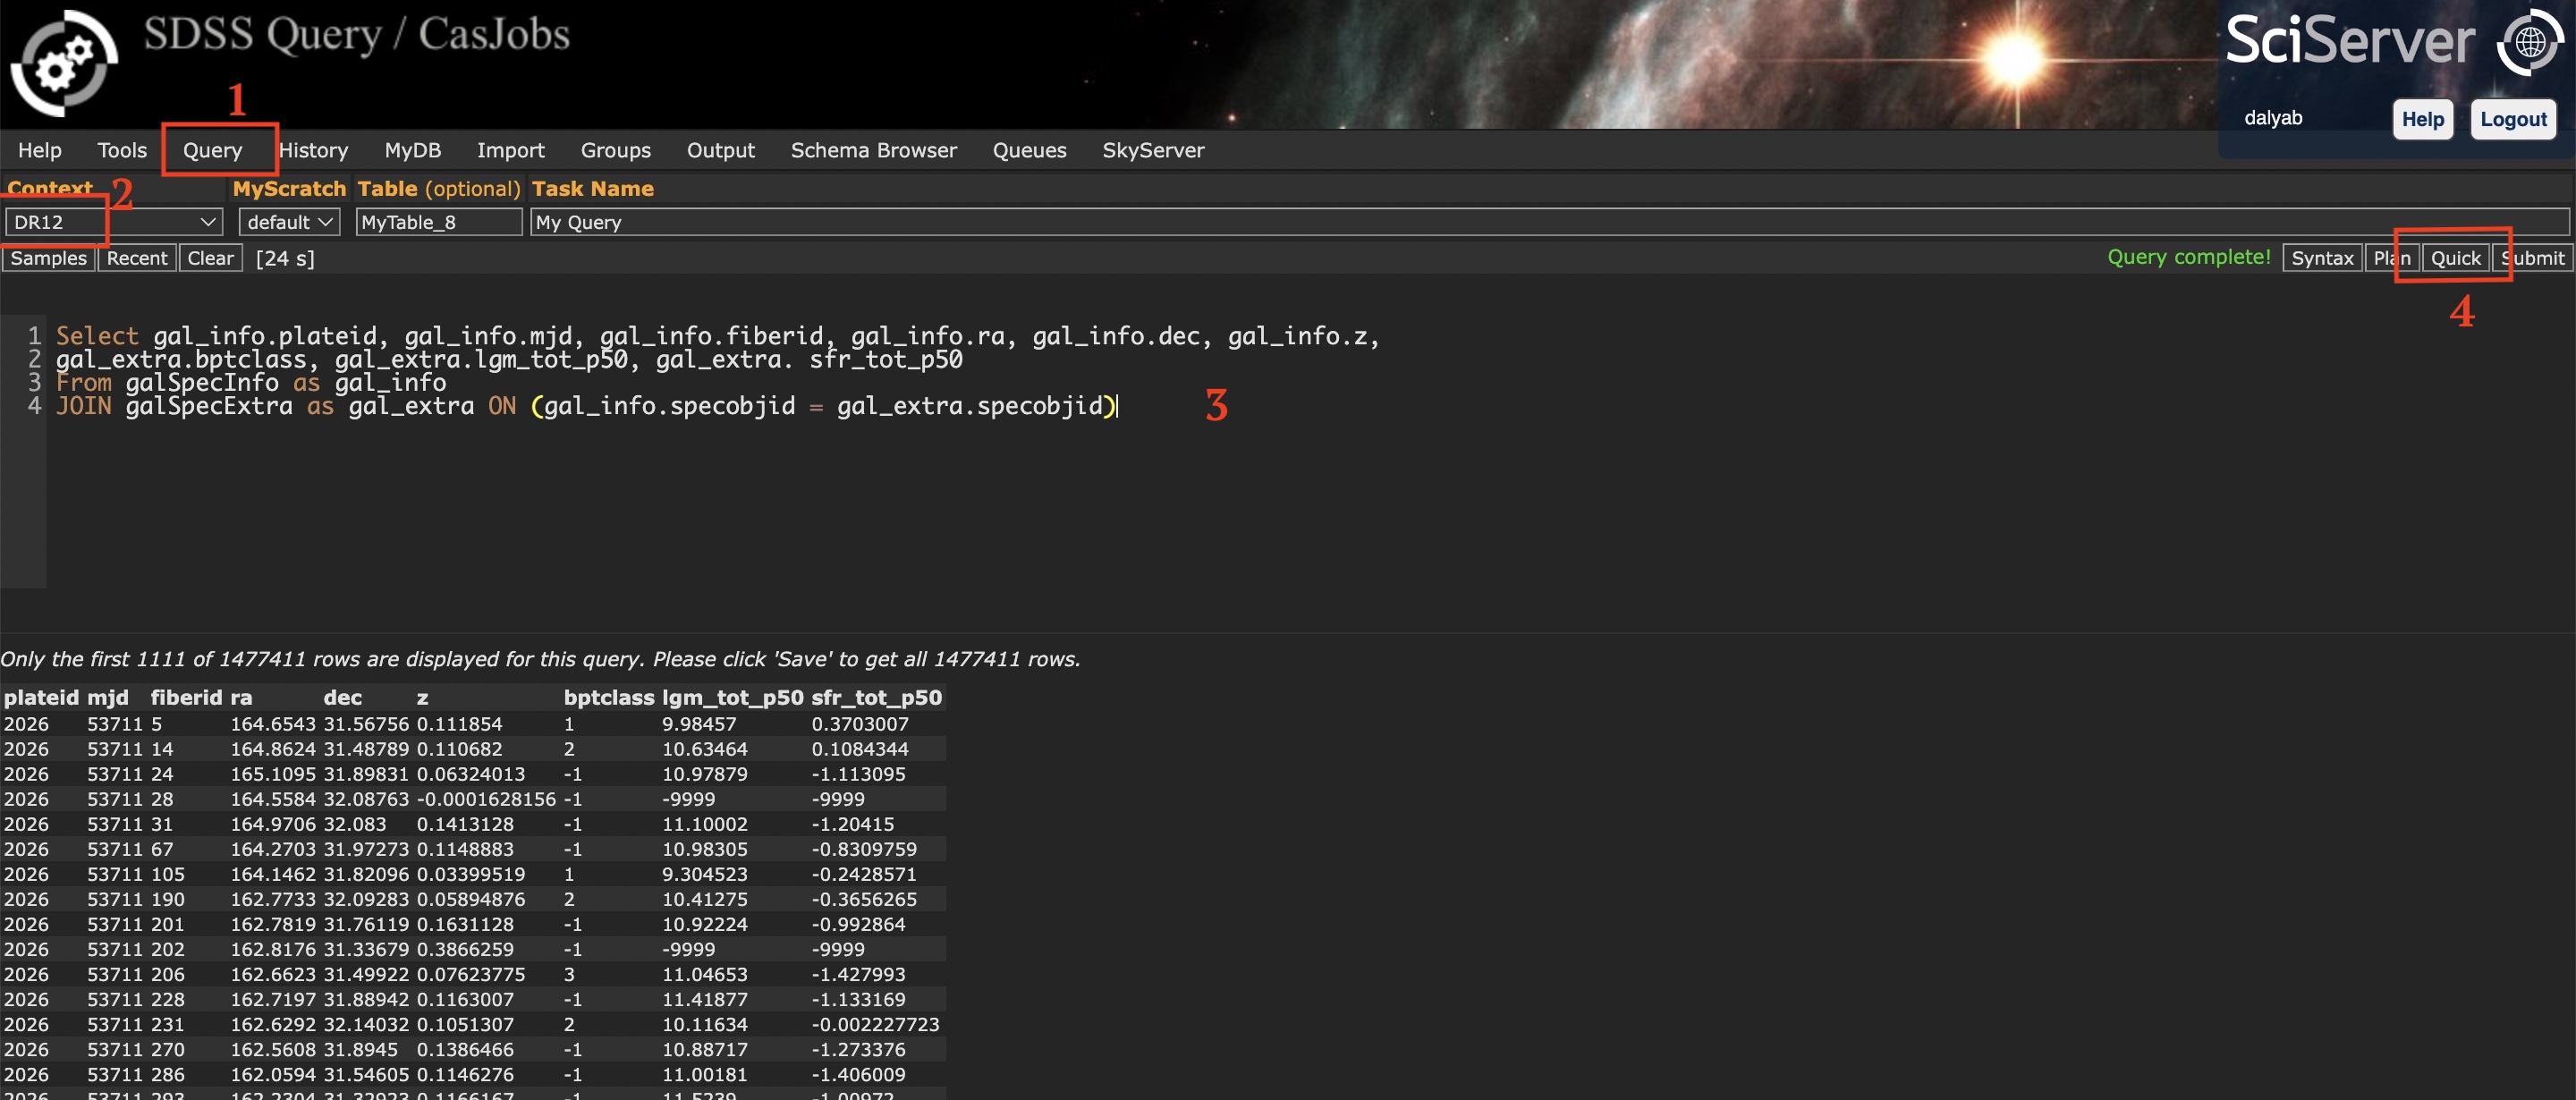 SDSS Query / CasJobs
SciServer
dalyab Help Logout
1
Help Tools Query History MyDB Import Groups Output Schema Browser Queues SkyServer
Context MyScratch Table (optional) Task Name
2
DR12 default MyTable_8 My Query
Samples Recent Clear [24 s] Query complete! Syntax Plan Quick Submit
4
1 Select gal_info.plateid, gal_info.mjd, gal_info.fiberid, gal_info.ra, gal_info.dec, gal_info.z,
2 gal_extra.bptclass, gal_extra.lgm_tot_p50, gal_extra. sfr_tot_p50
3 From galSpecInfo as gal_info
4 JOIN galSpecExtra as gal_extra ON (gal_info.specobjid = gal_extra.specobjid)
3
Only the first 1111 of 1477411 rows are displayed for this query. Please click 'Save' to get all 1477411 rows.
plateid mjd fiberid ra dec z bptclass lgm_tot_p50 sfr_tot_p50
2026 53711 5 164.6543 31.56756 0.111854 1 9.98457 0.3703007
2026 53711 14 164.8624 31.48789 0.110682 2 10.63464 0.1084344
2026 53711 24 165.1095 31.89831 0.06324013 -1 10.97879 -1.113095
2026 53711 28 164.5584 32.08763 -0.0001628156 -1 -9999 -9999
2026 53711 31 164.9706 32.083 0.1413128 -1 11.10002 -1.20415
2026 53711 67 164.2703 31.97273 0.1148883 -1 10.98305 -0.8309759
2026 53711 105 164.1462 31.82096 0.03399519 1 9.304523 -0.2428571
2026 53711 190 162.7733 32.09283 0.05894876 2 10.41275 -0.3656265
2026 53711 201 162.7819 31.76119 0.1631128 -1 10.92224 -0.992864
2026 53711 202 162.8176 31.33679 0.3866259 -1 -9999 -9999
2026 53711 206 162.6623 31.49922 0.07623775 3 11.04653 -1.427993
2026 53711 228 162.7197 31.88942 0.1163007 -1 11.41877 -1.133169
2026 53711 231 162.6292 32.14032 0.1051307 2 10.11634 -0.002227723
2026 53711 270 162.5608 31.8945 0.1386466 -1 10.88717 -1.273376
2026 53711 286 162.0594 31.54605 0.1146276 -1 11.00181 -1.406009
2026 53711 293 162.2304 31.32923 0.1166167 -1 11.5239 -1.00972